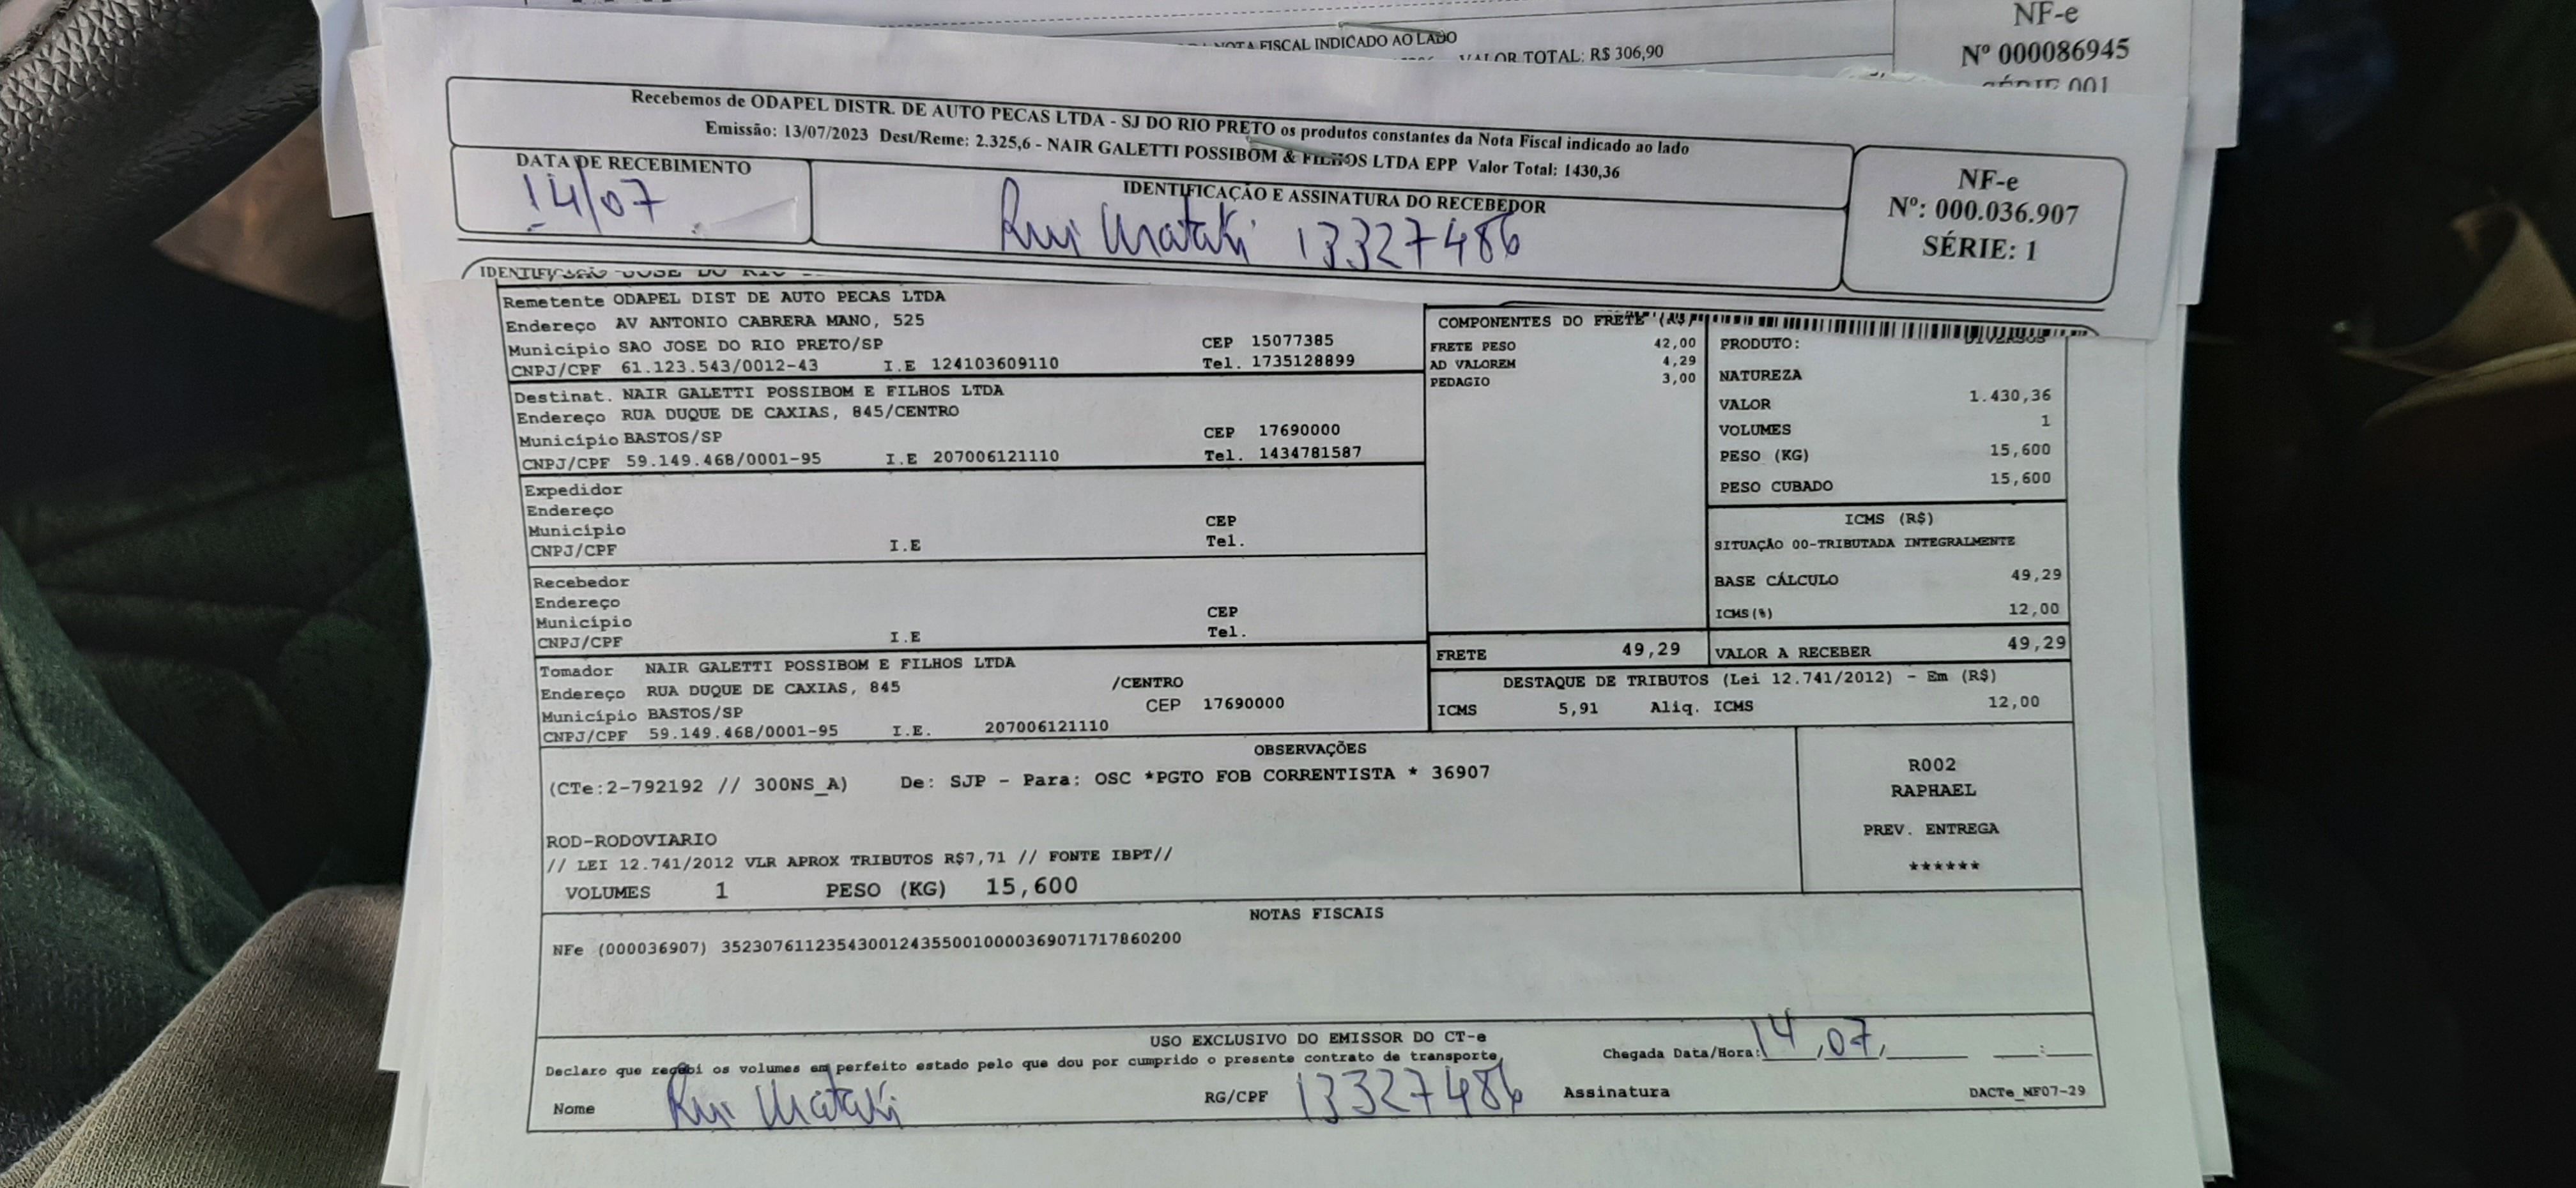 NOTA FISCAL INDICADO AO LADO
VALOR TOTAL: R$ 306,90
NF-e
Nº 000086945
SÉRIE 001
Recebemos de ODAPEL DISTR. DE AUTO PECAS LTDA - SJ DO RIO PRETO os produtos constantes da Nota Fiscal indicado ao lado
Emissão: 13/07/2023 Dest/Reme: 2.325,6 - NAIR GALETTI POSSIBOM & FILHOS LTDA EPP Valor Total: 1430,36
DATA DE RECEBIMENTO
14/07
IDENTIFICAÇÃO E ASSINATURA DO RECEBEDOR
Rui Mataki 13327486
NF-e
Nº: 000.036.907
SÉRIE: 1
Remetente ODAPEL DIST DE AUTO PECAS LTDA
Endereço AV ANTONIO CABRERA MANO, 525
Município SAO JOSE DO RIO PRETO/SP CEP 15077385
CNPJ/CPF 61.123.543/0012-43 I.E 124103609110 Tel. 1735128899
Destinat. NAIR GALETTI POSSIBOM E FILHOS LTDA
Endereço RUA DUQUE DE CAXIAS, 845/CENTRO
Município BASTOS/SP CEP 17690000
CNPJ/CPF 59.149.468/0001-95 I.E 207006121110 Tel. 1434781587
Expedidor
Endereço
Município CEP
CNPJ/CPF I.E Tel.
Recebedor
Endereço
Município CEP
CNPJ/CPF I.E Tel.
Tomador NAIR GALETTI POSSIBOM E FILHOS LTDA
Endereço RUA DUQUE DE CAXIAS, 845 /CENTRO
Município BASTOS/SP CEP 17690000
CNPJ/CPF 59.149.468/0001-95 I.E. 207006121110
COMPONENTES DO FRETE (R$)
FRETE PESO 42,00
AD VALOREM 4,29
PEDAGIO 3,00
FRETE 49,29
PRODUTO: DIVERSOS
NATUREZA
VALOR 1.430,36
VOLUMES 1
PESO (KG) 15,600
PESO CUBADO 15,600
ICMS (R$)
SITUAÇÃO 00-TRIBUTADA INTEGRALMENTE
BASE CÁLCULO 49,29
ICMS(%) 12,00
VALOR A RECEBER 49,29
DESTAQUE DE TRIBUTOS (Lei 12.741/2012) - Em (R$)
ICMS 5,91 Aliq. ICMS 12,00
OBSERVAÇÕES
(CTe:2-792192 // 300NS_A) De: SJP - Para: OSC *PGTO FOB CORRENTISTA * 36907
ROD-RODOVIARIO
// LEI 12.741/2012 VLR APROX TRIBUTOS R$7,71 // FONTE IBPT//
VOLUMES 1 PESO (KG) 15,600
R002
RAPHAEL
PREV. ENTREGA
******
NOTAS FISCAIS
NFe (000036907) 35230761123543001243550010000369071717860200
USO EXCLUSIVO DO EMISSOR DO CT-e
Declaro que recebi os volumes em perfeito estado pelo que dou por cumprido o presente contrato de transporte,
Chegada Data/Hora: 14/07/ :
Nome Rui Mataki RG/CPF 13327486 Assinatura
DACTe_MF07-29